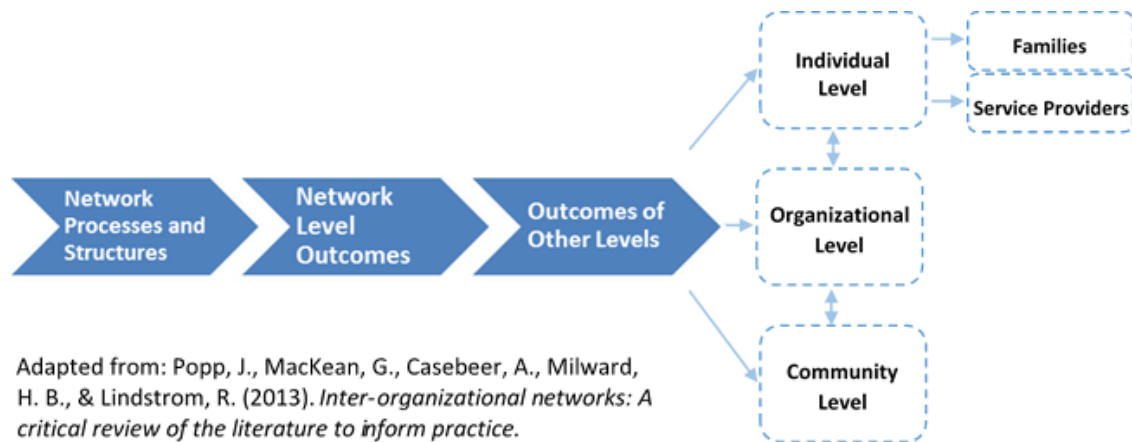 Network
Processes and
Structures
Network
Level
Outcomes
Outcomes of
Other Levels
Individual
Level
Families
Service Providers
Organizational
Level
Community
Level
Adapted from: Popp, J., MacKean, G., Casebeer, A., Milward,
H. B., & Lindstrom, R. (2013). Inter-organizational networks: A
critical review of the literature to inform practice.